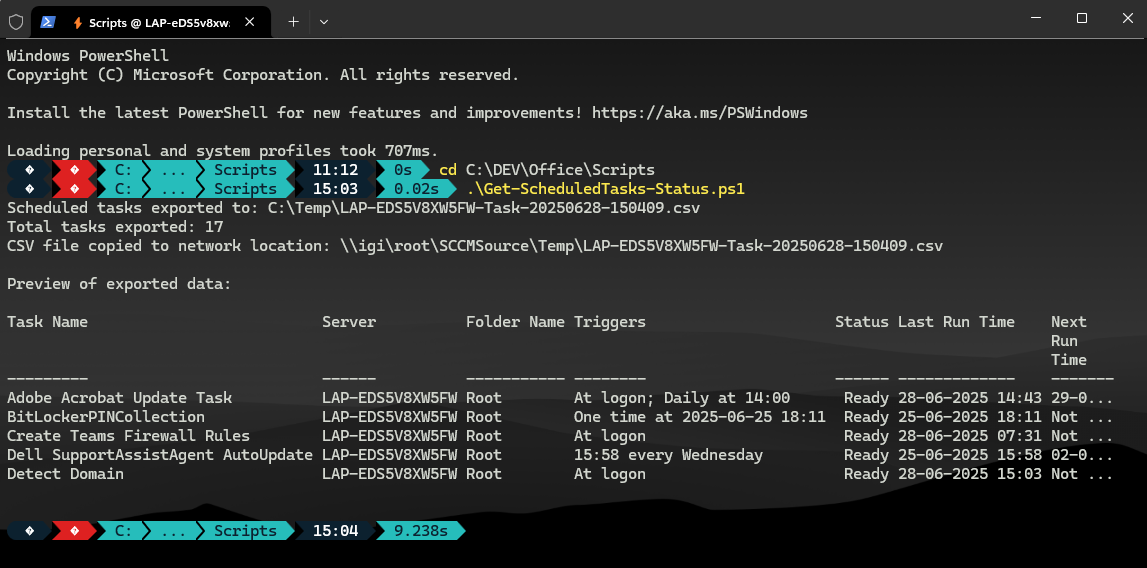 Scripts @ LAP-eDS5v8xw
Windows PowerShell
Copyright (C) Microsoft Corporation. All rights reserved.
Install the latest PowerShell for new features and improvements! https://aka.ms/PSWindows
Loading personal and system profiles took 707ms.
� � C: ... Scripts 11:12 0s cd C:\DEV\Office\Scripts
� � C: ... Scripts 15:03 0.02s .\Get-ScheduledTasks-Status.ps1
Scheduled tasks exported to: C:\Temp\LAP-EDS5V8XW5FW-Task-20250628-150409.csv
Total tasks exported: 17
CSV file copied to network location: \\igi\root\SCCMSource\Temp\LAP-EDS5V8XW5FW-Task-20250628-150409.csv
Preview of exported data:
Task Name Server Folder Name Triggers Status Last Run Time Next
Run
Time
--------- ------ ----------- -------- ------ ------------- -------
Adobe Acrobat Update Task LAP-EDS5V8XW5FW Root At logon; Daily at 14:00 Ready 28-06-2025 14:43 29-0...
BitLockerPINCollection LAP-EDS5V8XW5FW Root One time at 2025-06-25 18:11 Ready 25-06-2025 18:11 Not ...
Create Teams Firewall Rules LAP-EDS5V8XW5FW Root At logon Ready 28-06-2025 07:31 Not ...
Dell SupportAssistAgent AutoUpdate LAP-EDS5V8XW5FW Root 15:58 every Wednesday Ready 25-06-2025 15:58 02-0...
Detect Domain LAP-EDS5V8XW5FW Root At logon Ready 28-06-2025 15:03 Not ...
� � C: ... Scripts 15:04 9.238s